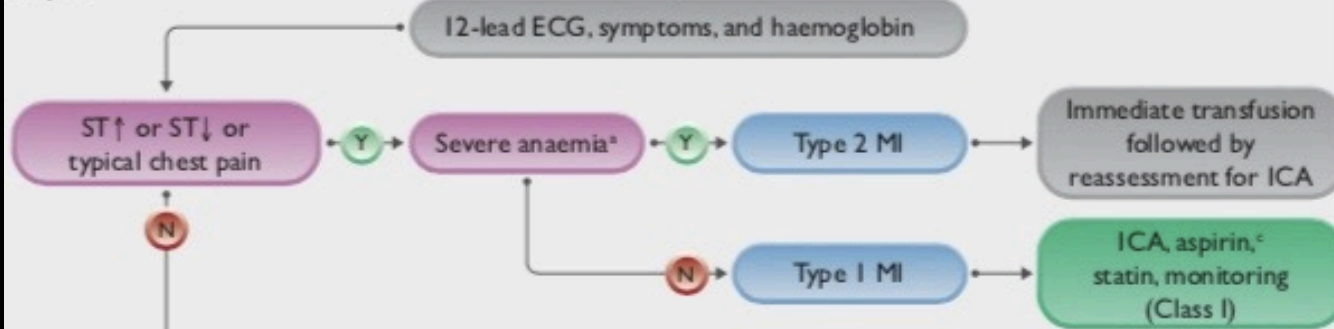 12-lead ECG, symptoms, and haemoglobin
ST↑ or ST↓ or
typical chest pain
Y
Severe anaemiaᵃ
Y
Type 2 MI
Immediate transfusion
followed by
reassessment for ICA
N
N
Type 1 MI
ICA, aspirin,ᶜ
statin, monitoring
(Class I)